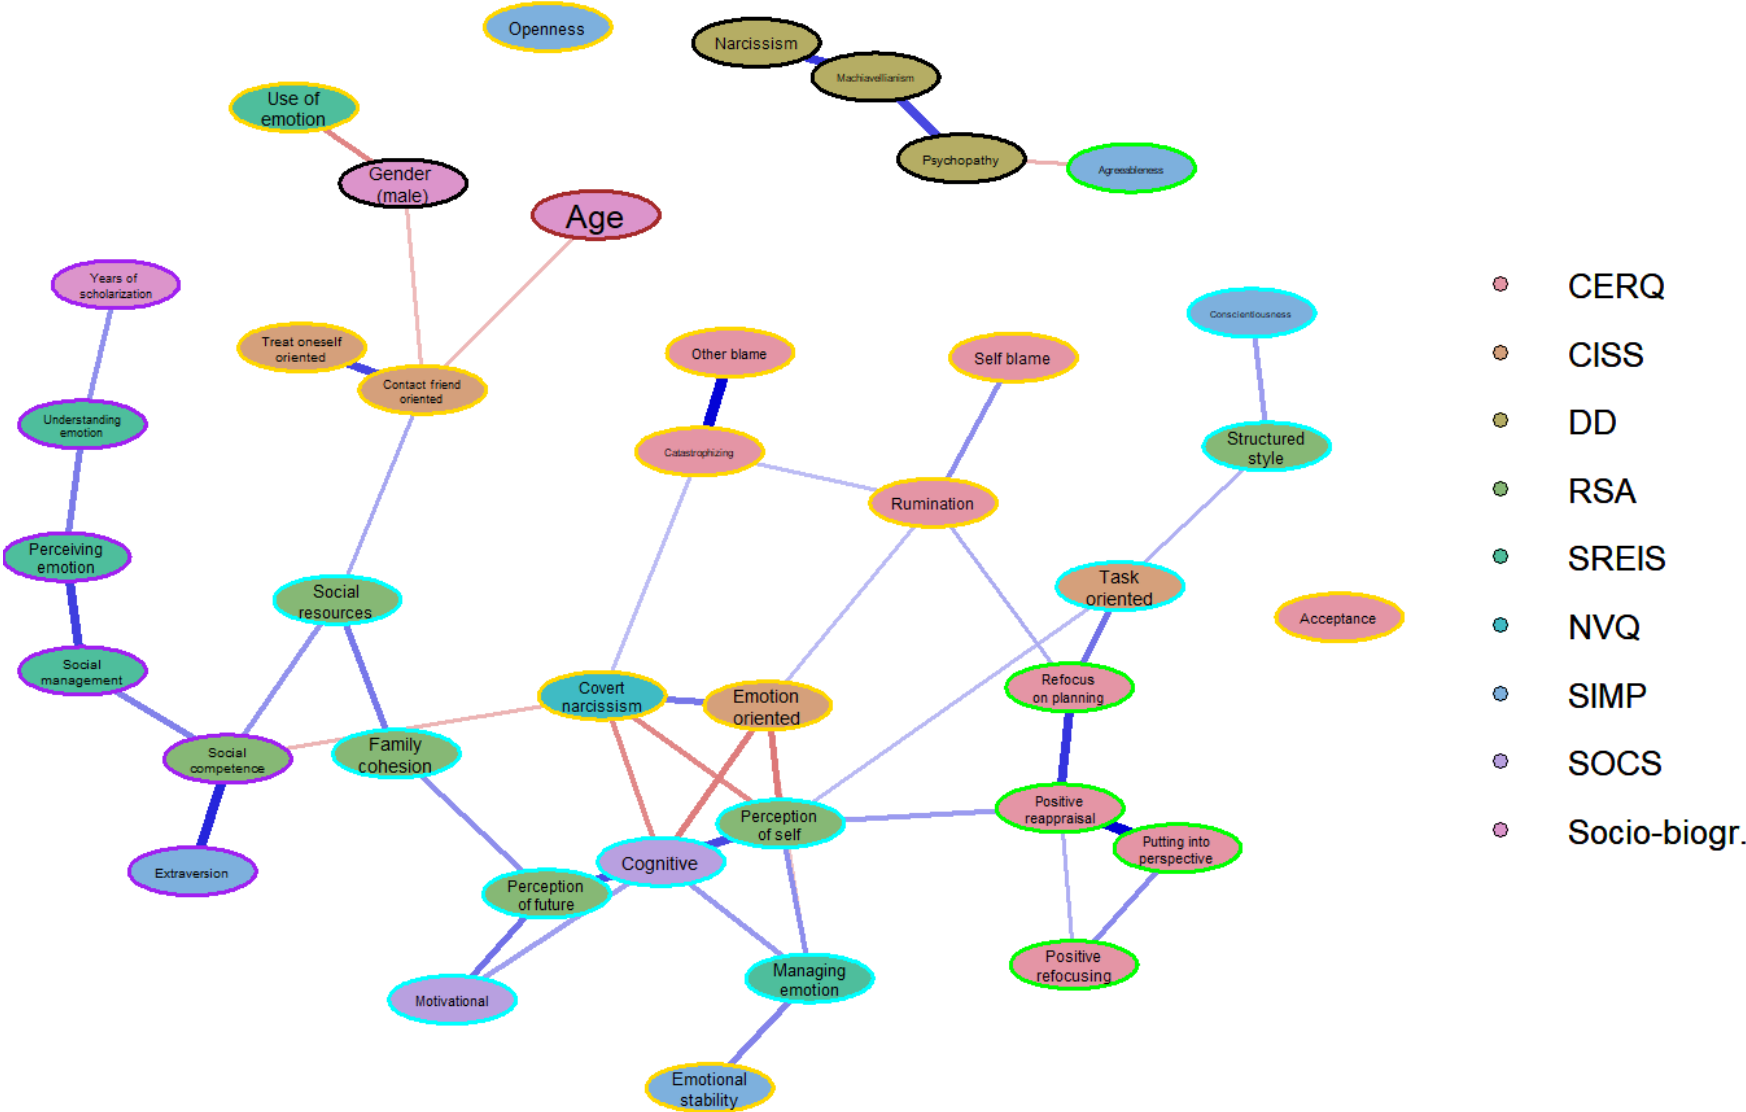 Openness
Narcissism
Machiavellianism
Use of
emotion
Psychopathy
Agreeableness
Gender
(male)
Age
Years of
scholarization
Treat oneself
oriented
Contact friend
oriented
Other blame
Self blame
Conscientiousness
Understanding
emotion
Catastrophizing
Structured
style
Rumination
Perceiving
emotion
Social
resources
Task
oriented
Acceptance
Social
management
Covert
narcissism
Emotion
oriented
Refocus
on planning
Social
competence
Family
cohesion
Perception
of self
Positive
reappraisal
Putting into
perspective
Extraversion
Cognitive
Perception
of future
Motivational
Managing
emotion
Positive
refocusing
Emotional
stability
CERQ
CISS
DD
RSA
SREIS
NVQ
SIMP
SOCS
Socio-biogr.